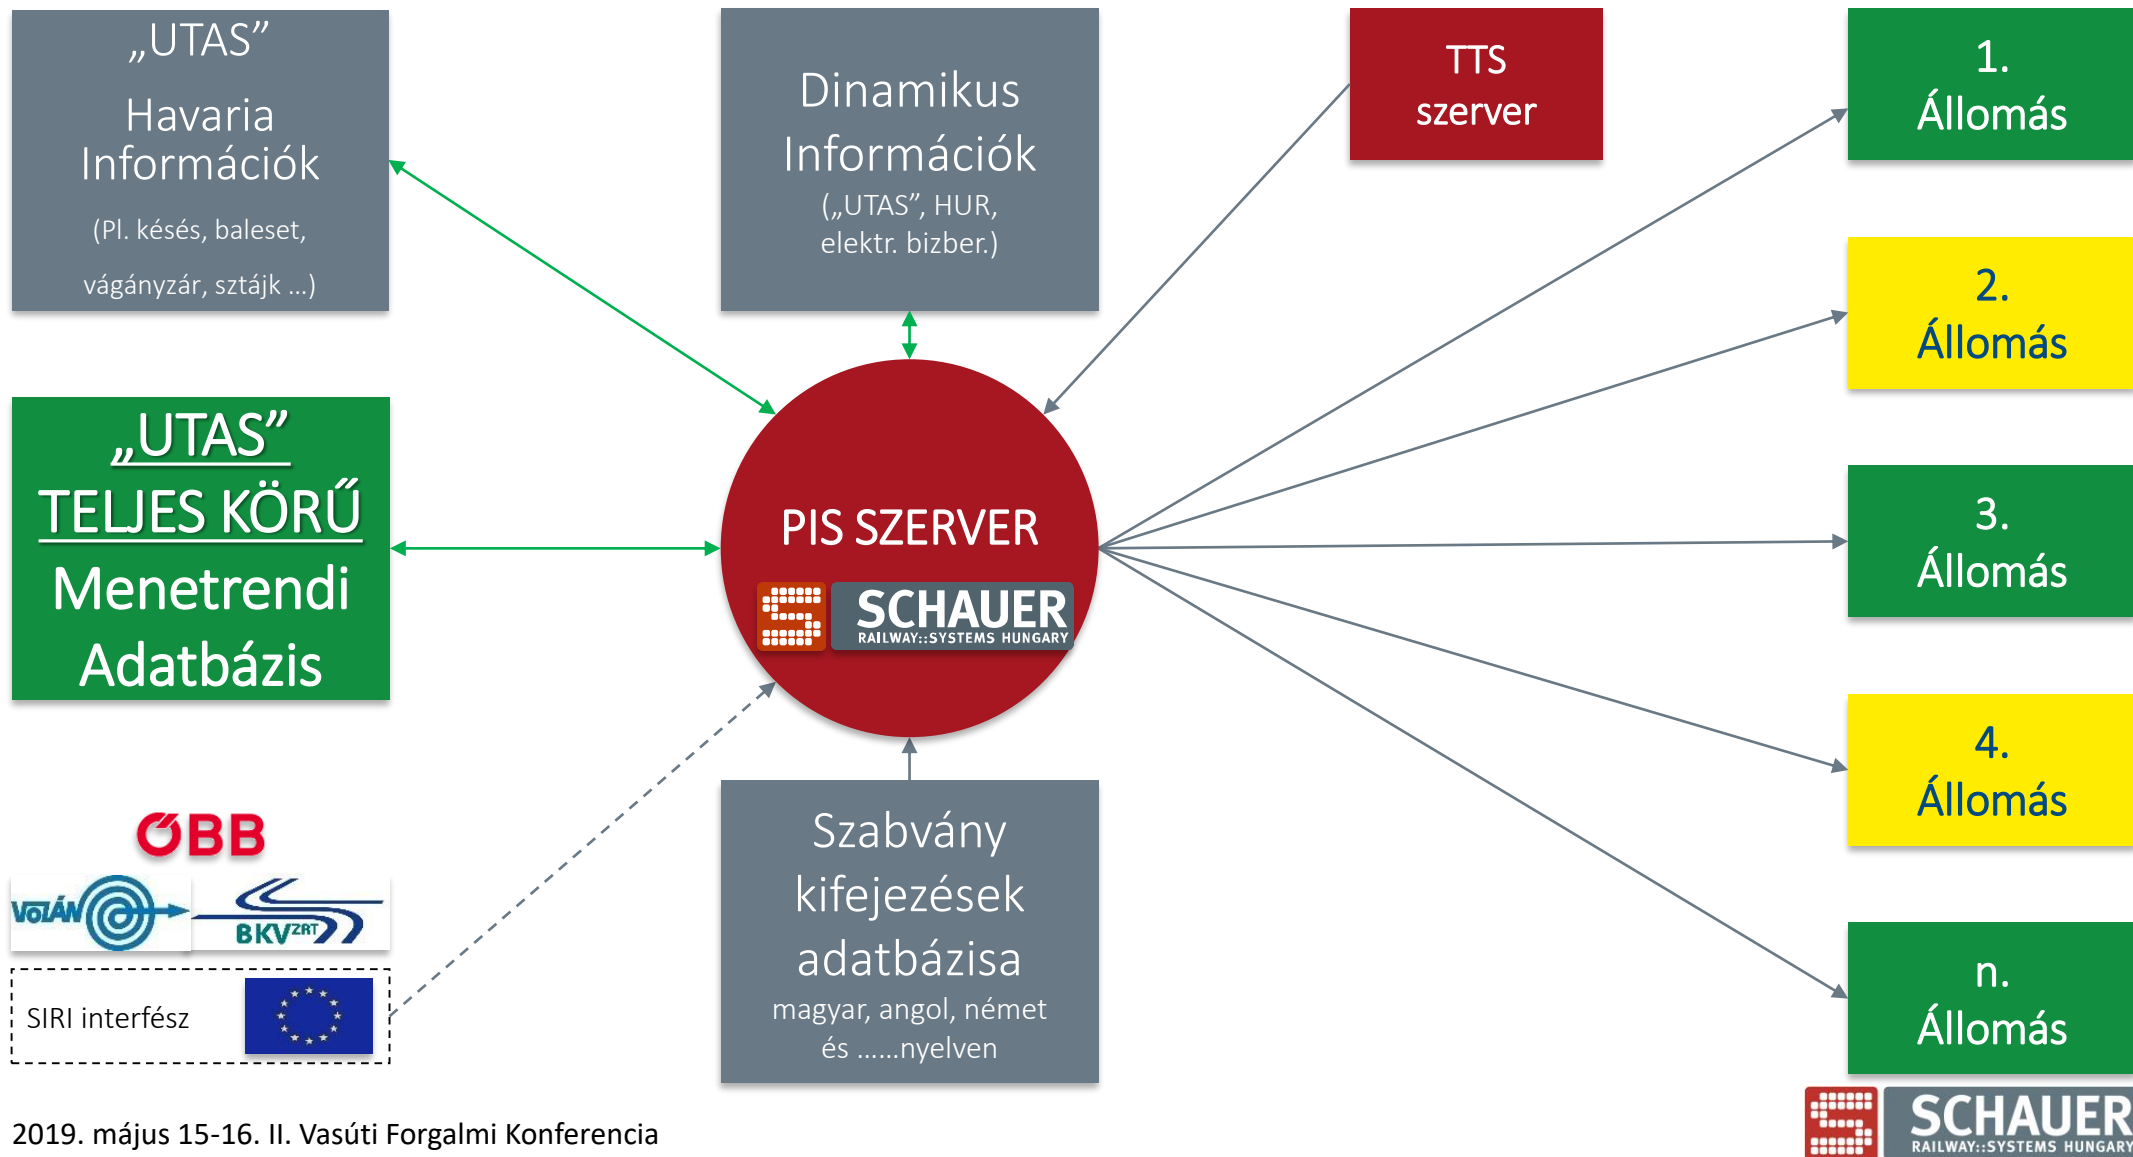 „UTAS”
Havaria
Információk
(Pl. késés, baleset,
vágányzár, sztájk ...)
Dinamikus
Információk
(„UTAS”, HUR,
elektr. bizber.)
TTS
szerver
1.
Állomás
2.
Állomás
„UTAS”
TELJES KÖRŰ
Menetrendi
Adatbázis
PIS SZERVER
SCHAUER
RAILWAY::SYSTEMS HUNGARY
3.
Állomás
4.
Állomás
ÖBB
VOLÁN
BKV ZRT
SIRI interfész
Szabvány
kifejezések
adatbázisa
magyar, angol, német
és ......nyelven
n.
Állomás
2019. május 15-16. II. Vasúti Forgalmi Konferencia
SCHAUER
RAILWAY::SYSTEMS HUNGARY